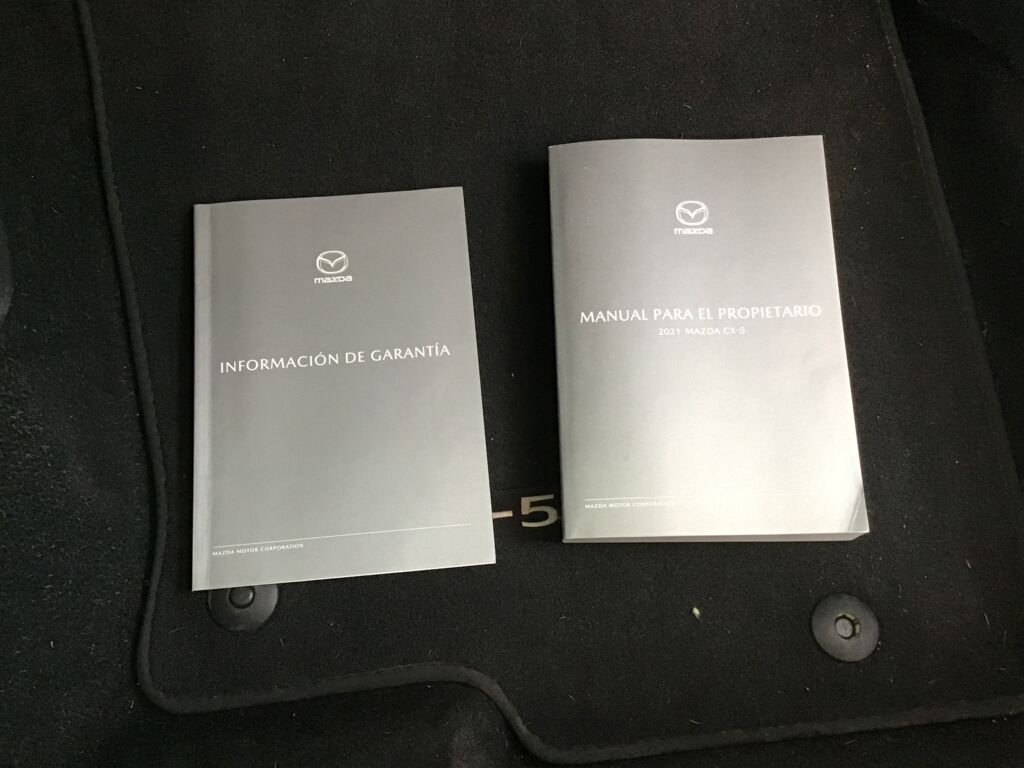 mazda
INFORMACIÓN DE GARANTÍA
MAZDA MOTOR CORPORATION
mazda
MANUAL PARA EL PROPIETARIO
2021 MAZDA CX-5
MAZDA MOTOR CORPORATION
-5